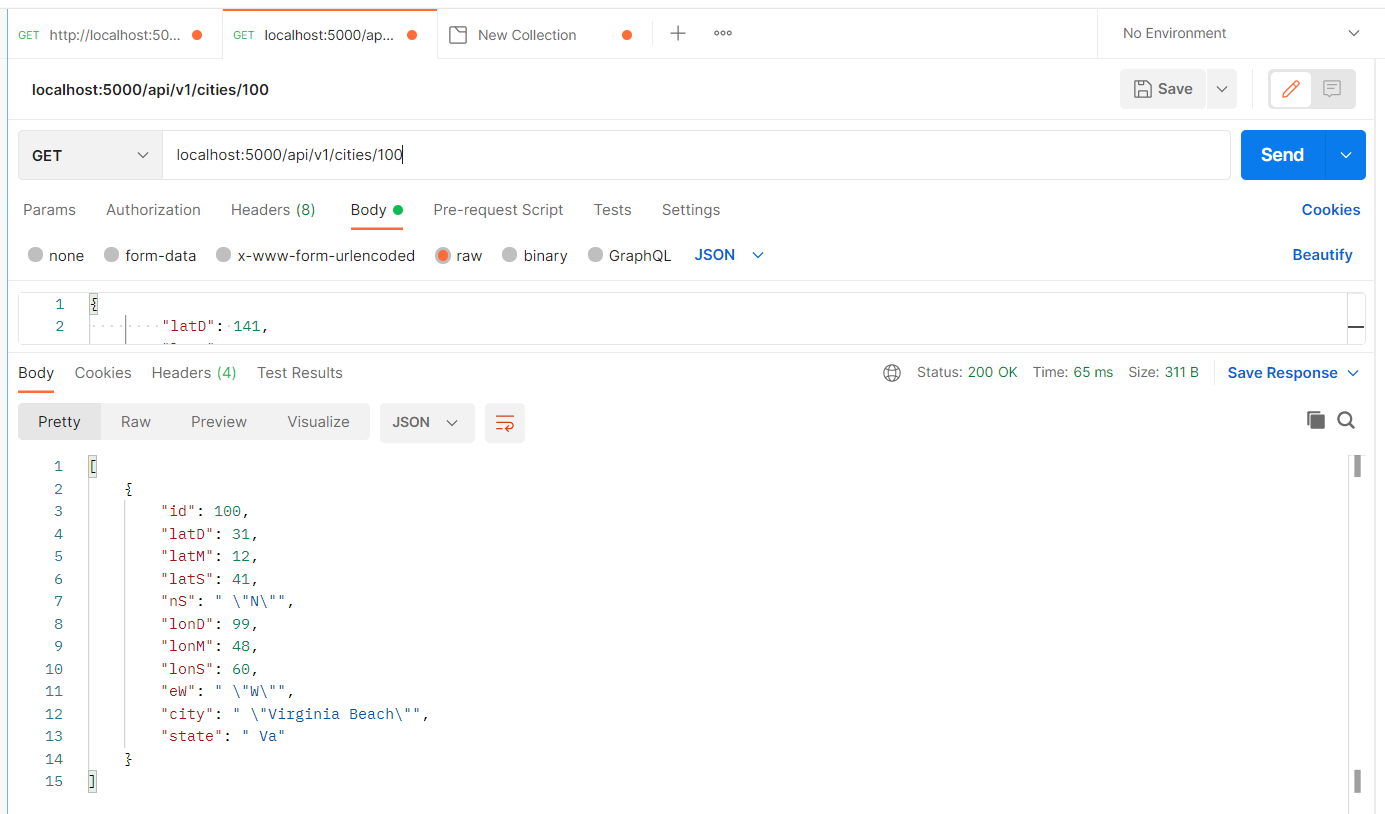 GET http://localhost:50... GET localhost:5000/ap... New Collection No Environment
localhost:5000/api/v1/cities/100 Save
GET localhost:5000/api/v1/cities/100 Send
Params Authorization Headers (8) Body Pre-request Script Tests Settings Cookies
none form-data x-www-form-urlencoded raw binary GraphQL JSON Beautify
1 {
2 "latD": 141,
Body Cookies Headers (4) Test Results Status: 200 OK Time: 65 ms Size: 311 B Save Response
Pretty Raw Preview Visualize JSON
1 [
2 {
3 "id": 100,
4 "latD": 31,
5 "latM": 12,
6 "latS": 41,
7 "nS": " \"N\"",
8 "lonD": 99,
9 "lonM": 48,
10 "lonS": 60,
11 "eW": " \"W\"",
12 "city": " \"Virginia Beach\"",
13 "state": " Va"
14 }
15 ]